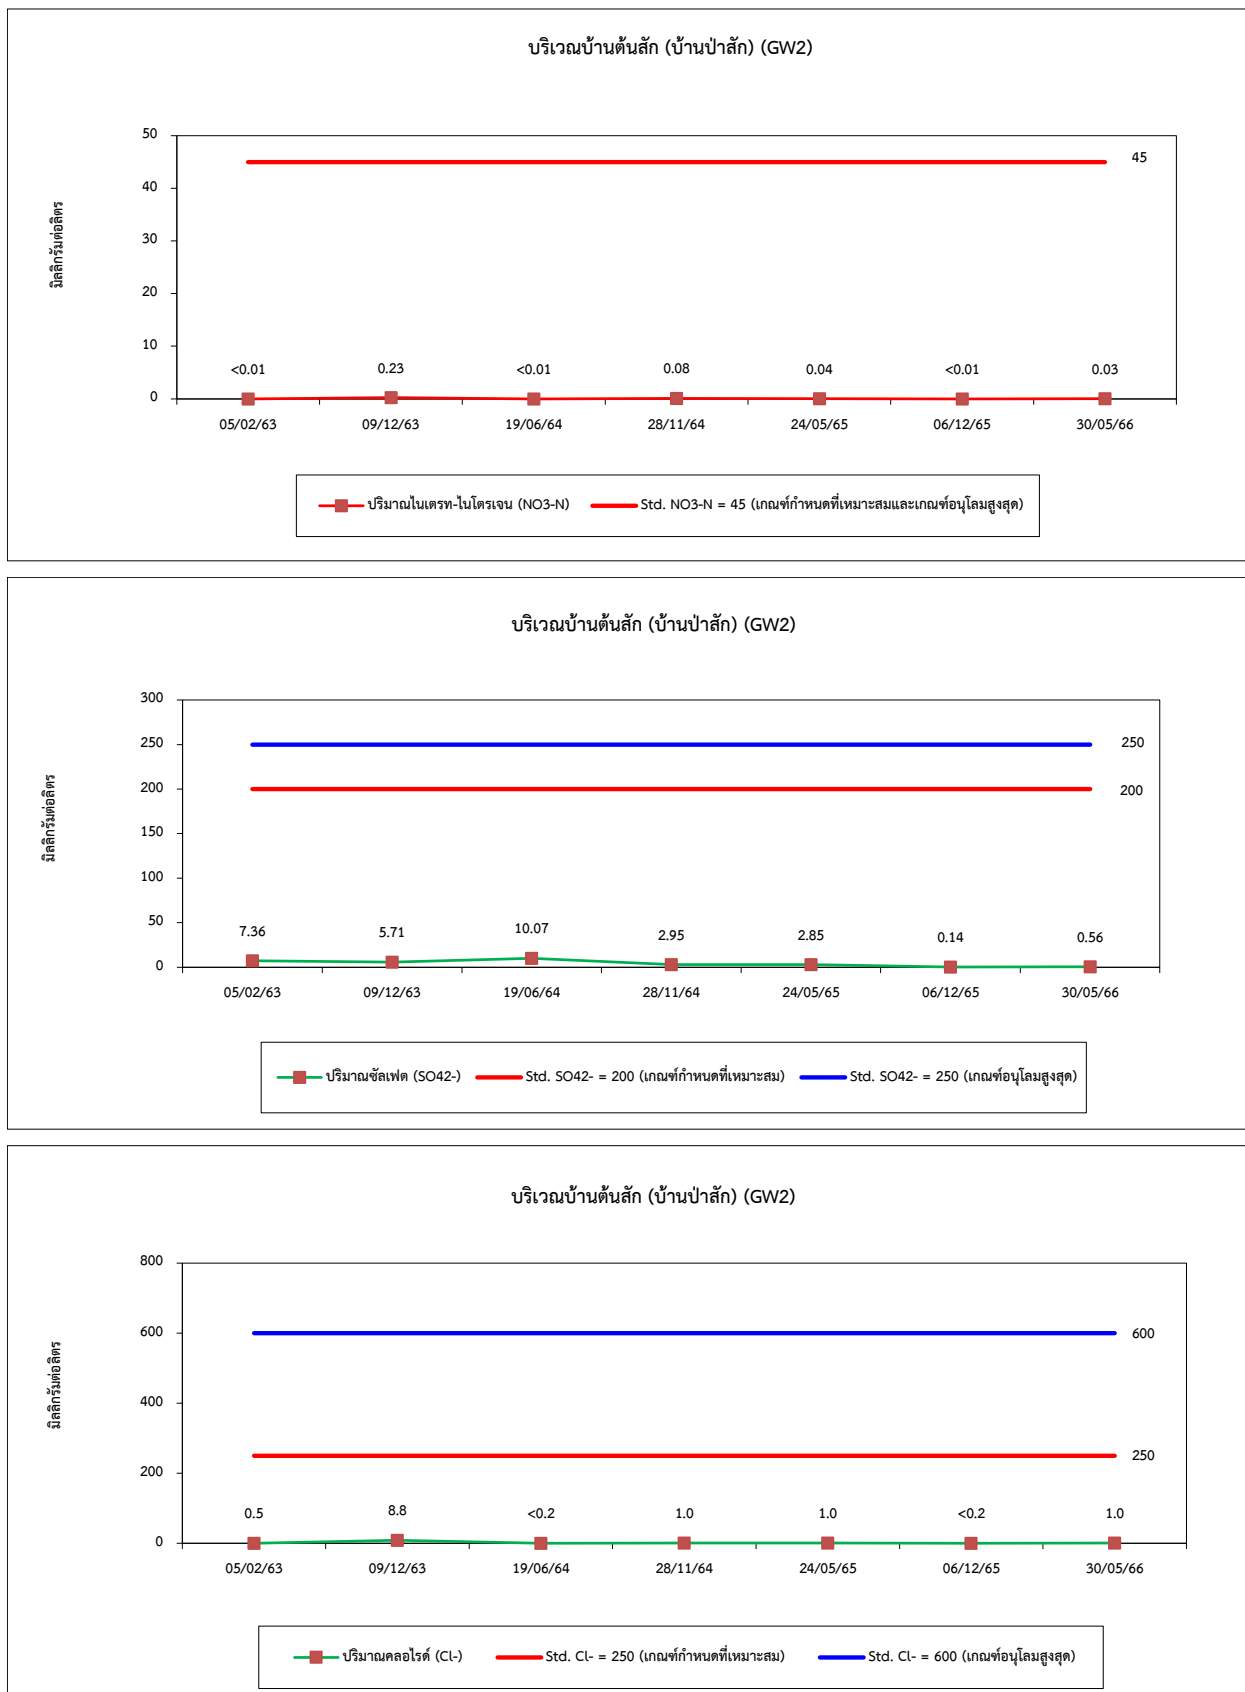 บริเวณบ้านต้นสัก (บ้านป่าสัก) (GW2)
50
45
40
มิลลิกรัมต่อลิตร
30
20
10
<0.01 0.23 <0.01 0.08 0.04 <0.01 0.03
0
05/02/63 09/12/63 19/06/64 28/11/64 24/05/65 06/12/65 30/05/66
ปริมาณไนเตรท-ไนโตรเจน (NO3-N) Std. NO3-N = 45 (เกณฑ์กำหนดที่เหมาะสมและเกณฑ์อนุโลมสูงสุด)
บริเวณบ้านต้นสัก (บ้านป่าสัก) (GW2)
300
250 250
200 200
มิลลิกรัมต่อลิตร
150
100
50
7.36 5.71 10.07 2.95 2.85 0.14 0.56
0
05/02/63 09/12/63 19/06/64 28/11/64 24/05/65 06/12/65 30/05/66
ปริมาณซัลเฟต (SO42-) Std. SO42- = 200 (เกณฑ์กำหนดที่เหมาะสม) Std. SO42- = 250 (เกณฑ์อนุโลมสูงสุด)
บริเวณบ้านต้นสัก (บ้านป่าสัก) (GW2)
800
600 600
มิลลิกรัมต่อลิตร
400
250
200
0.5 8.8 <0.2 1.0 1.0 <0.2 1.0
0
05/02/63 09/12/63 19/06/64 28/11/64 24/05/65 06/12/65 30/05/66
ปริมาณคลอไรด์ (Cl-) Std. Cl- = 250 (เกณฑ์กำหนดที่เหมาะสม) Std. Cl- = 600 (เกณฑ์อนุโลมสูงสุด)